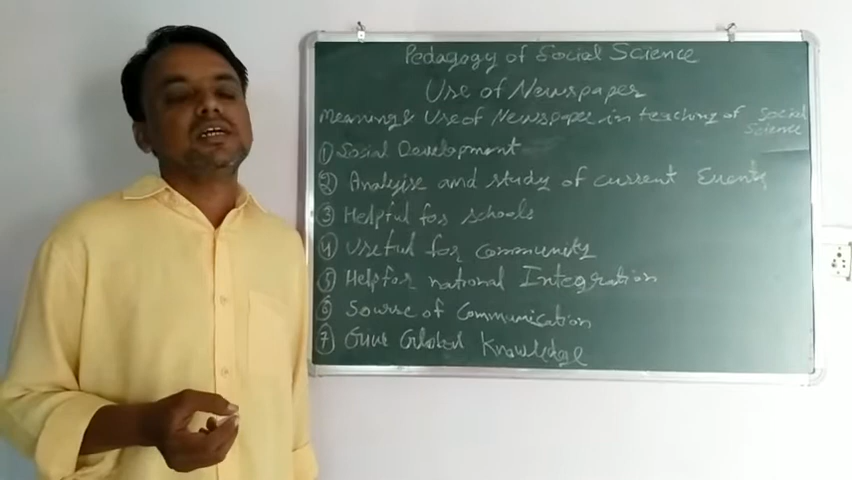 Pedagogy of Social Science
Use of Newspaper
Meaning & Use of Newspaper in teaching of Social Science
① Social Development
② Analyise and study of current Events
③ Helpful for schools
④ Useful for community
⑤ Help for national Integration
⑥ Sourse of Communication
⑦ Give Global Knowledge